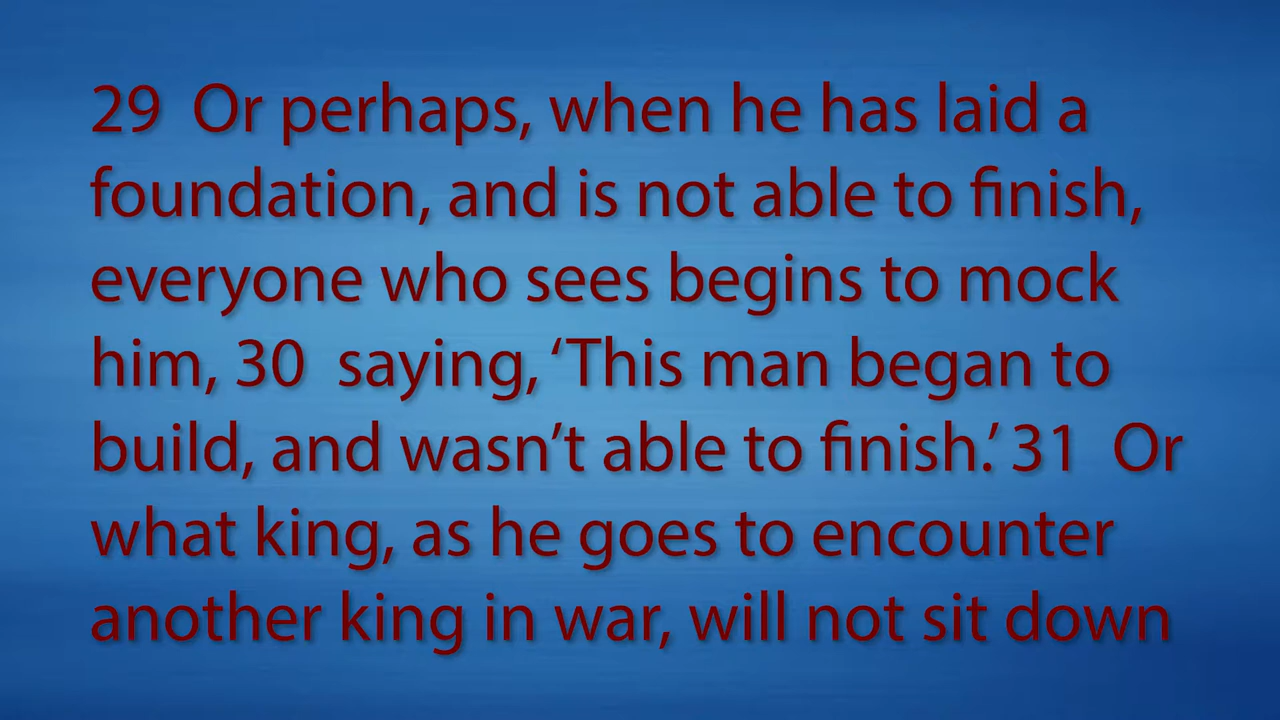 29  Or perhaps, when he has laid a
foundation, and is not able to finish,
everyone who sees begins to mock
him, 30  saying, ‘This man began to
build, and wasn’t able to finish.’ 31  Or
what king, as he goes to encounter
another king in war, will not sit down